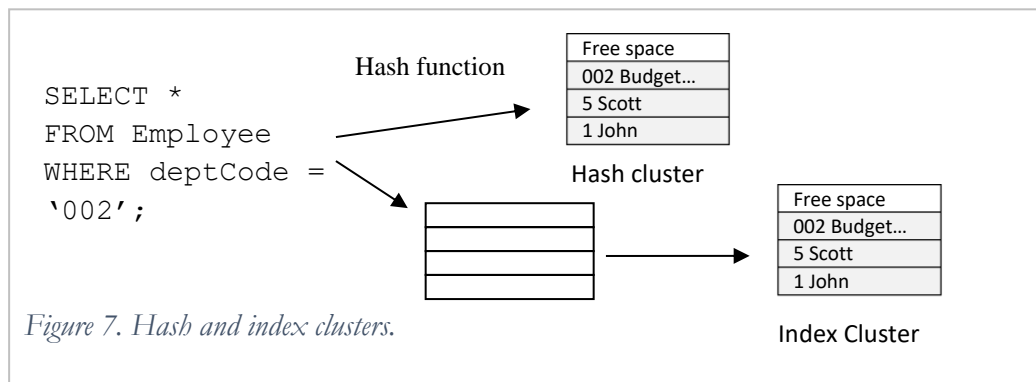 SELECT *
FROM Employee
WHERE deptCode =
‘002’;
Hash function
Free space
002 Budget…
5 Scott
1 John
Hash cluster
Free space
002 Budget…
5 Scott
1 John
Index Cluster
Figure 7. Hash and index clusters.